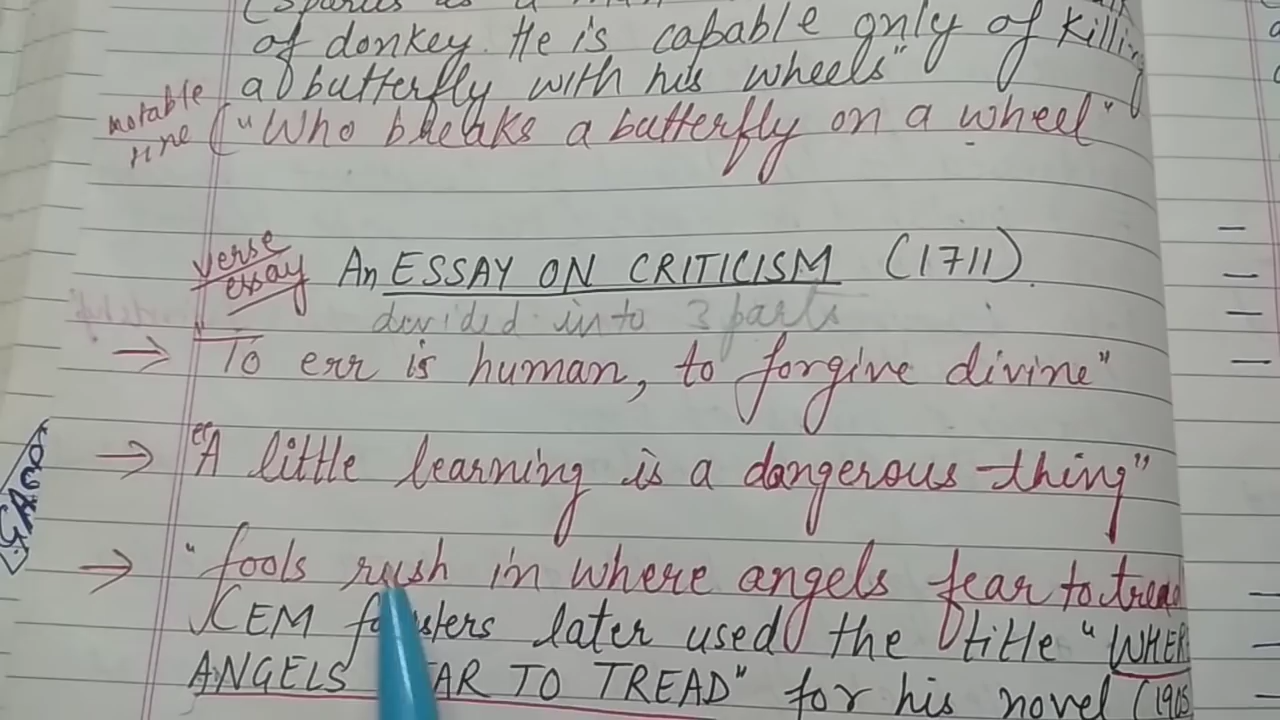 of donkey. He is capable only of killing
a butterfly with his wheels"
notable
line
("Who breaks a butterfly on a wheel"
verse
essay
An ESSAY ON CRITICISM (1711)
divided into 3 parts
→ To err is human, to forgive divine"
→ "A little learning is a dangerous thing"
→ "fools rush in where angels fear to tread
(EM later used the title "WHER
ANGELS AR TO TREAD" for his novel (1905